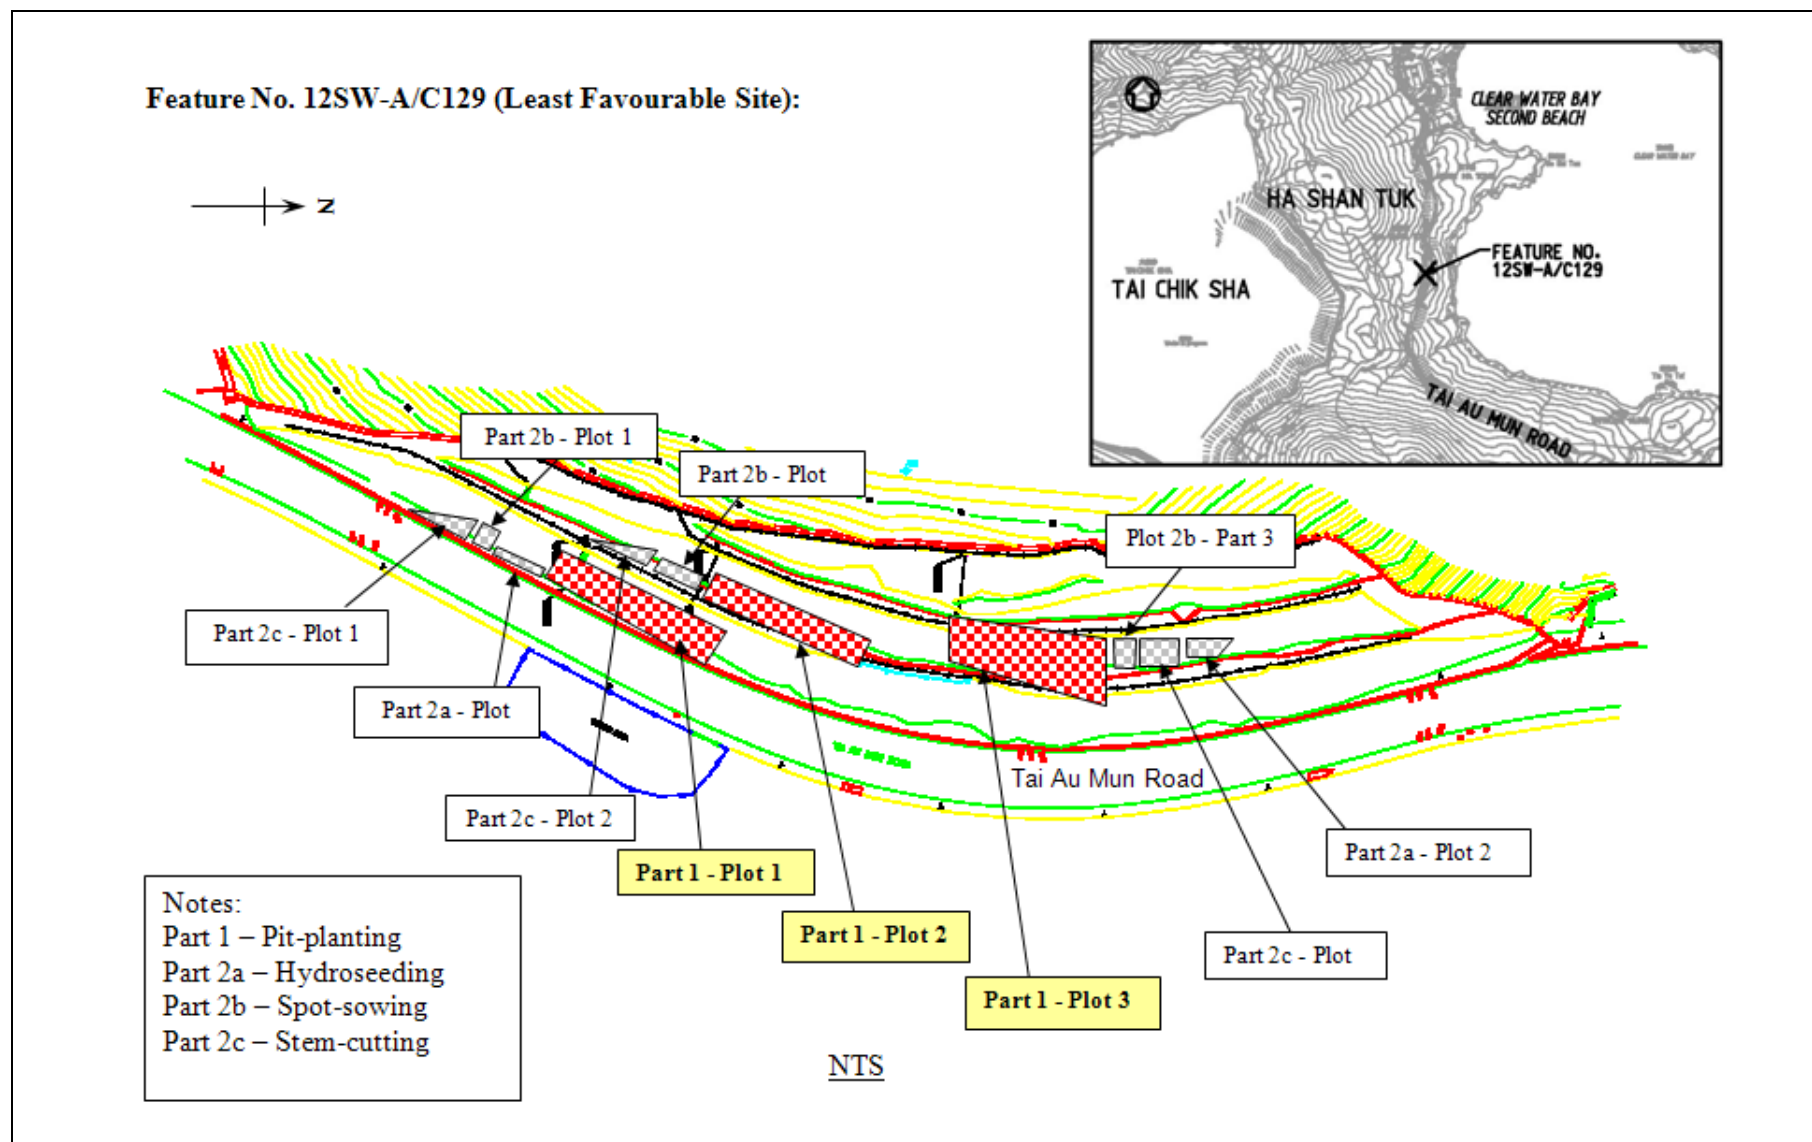 Feature No. 12SW-A/C129 (Least Favourable Site):
N
CLEAR WATER BAY
SECOND BEACH
CLEAR WATER BAY
HA SHAN TUK
FEATURE NO.
12SW-A/C129
TAI CHIK SHA
TAI AU MUN ROAD
Part 2b - Plot 1
Part 2b - Plot
Plot 2b - Part 3
Part 2c - Plot 1
Part 2a - Plot
Tai Au Mun Road
Part 2c - Plot 2
Part 2a - Plot 2
Part 1 - Plot 1
Part 1 - Plot 2
Part 2c - Plot
Part 1 - Plot 3
Notes:
Part 1 – Pit-planting
Part 2a – Hydroseeding
Part 2b – Spot-sowing
Part 2c – Stem-cutting
NTS